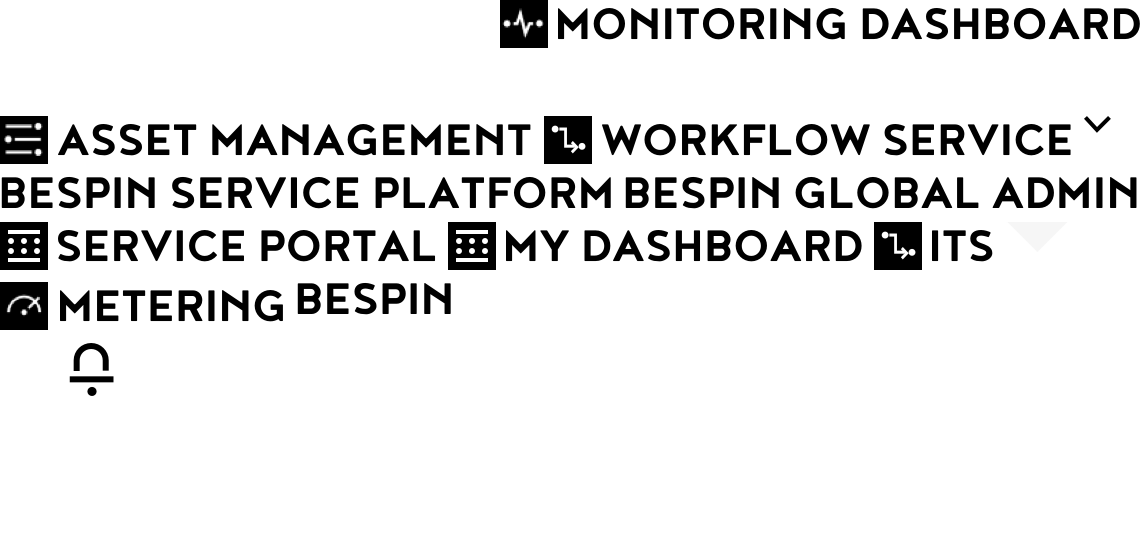 MONITORING DASHBOARD
ASSET MANAGEMENT WORKFLOW SERVICE
BESPIN SERVICE PLATFORM BESPIN GLOBAL ADMIN
SERVICE PORTAL MY DASHBOARD ITS
METERING BESPIN